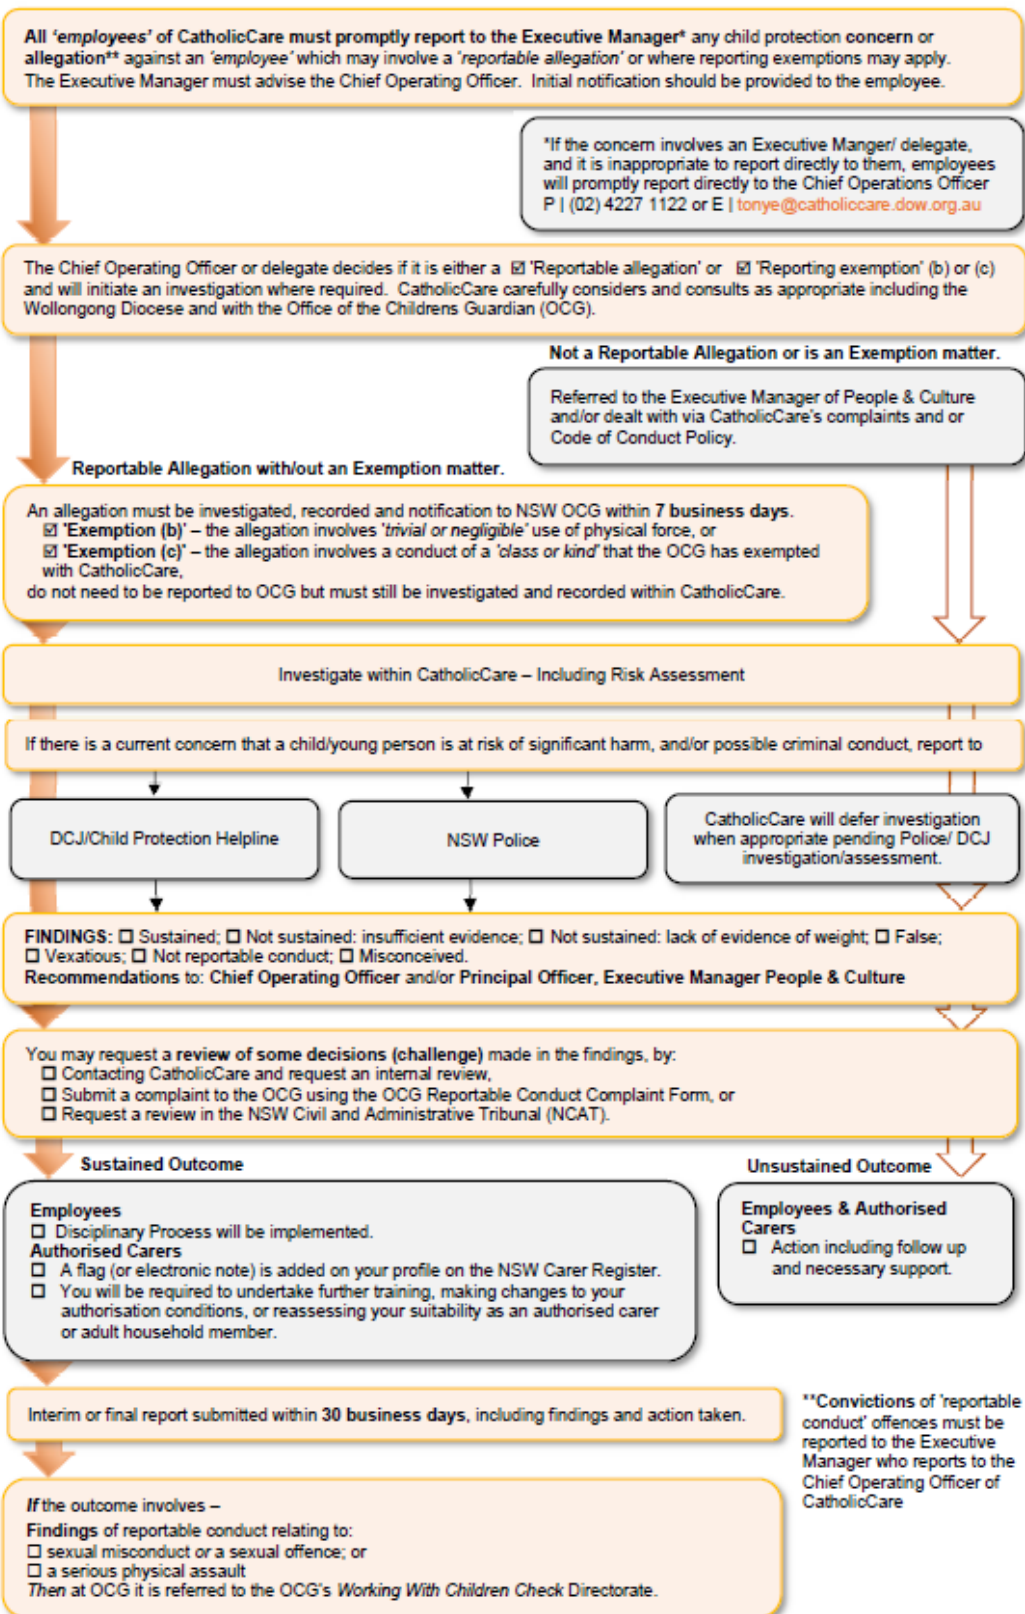 All 'employees' of CatholicCare must promptly report to the Executive Manager* any child protection concern or
allegation** against an 'employee' which may involve a 'reportable allegation' or where reporting exemptions may apply.
The Executive Manager must advise the Chief Operating Officer. Initial notification should be provided to the employee.
*If the concern involves an Executive Manger/ delegate,
and it is inappropriate to report directly to them, employees
will promptly report directly to the Chief Operations Officer
P | (02) 4227 1122 or E | tonye@catholiccare.dow.org.au
The Chief Operating Officer or delegate decides if it is either a ☑ 'Reportable allegation' or ☑ 'Reporting exemption' (b) or (c)
and will initiate an investigation where required. CatholicCare carefully considers and consults as appropriate including the
Wollongong Diocese and with the Office of the Childrens Guardian (OCG).
Not a Reportable Allegation or is an Exemption matter.
Referred to the Executive Manager of People & Culture
and/or dealt with via CatholicCare's complaints and or
Code of Conduct Policy.
Reportable Allegation with/out an Exemption matter.
An allegation must be investigated, recorded and notification to NSW OCG within 7 business days.
☑ 'Exemption (b)' – the allegation involves 'trivial or negligible' use of physical force, or
☑ 'Exemption (c)' – the allegation involves a conduct of a 'class or kind' that the OCG has exempted
with CatholicCare,
do not need to be reported to OCG but must still be investigated and recorded within CatholicCare.
Investigate within CatholicCare – Including Risk Assessment
If there is a current concern that a child/young person is at risk of significant harm, and/or possible criminal conduct, report to
DCJ/Child Protection Helpline
NSW Police
CatholicCare will defer investigation
when appropriate pending Police/ DCJ
investigation/assessment.
FINDINGS: ☐ Sustained; ☐ Not sustained: insufficient evidence; ☐ Not sustained: lack of evidence of weight; ☐ False;
☐ Vexatious; ☐ Not reportable conduct; ☐ Misconceived.
Recommendations to: Chief Operating Officer and/or Principal Officer, Executive Manager People & Culture
You may request a review of some decisions (challenge) made in the findings, by:
☐ Contacting CatholicCare and request an internal review,
☐ Submit a complaint to the OCG using the OCG Reportable Conduct Complaint Form, or
☐ Request a review in the NSW Civil and Administrative Tribunal (NCAT).
Sustained Outcome
Employees
☐ Disciplinary Process will be implemented.
Authorised Carers
☐ A flag (or electronic note) is added on your profile on the NSW Carer Register.
☐ You will be required to undertake further training, making changes to your
authorisation conditions, or reassessing your suitability as an authorised carer
or adult household member.
Unsustained Outcome
Employees & Authorised
Carers
☐ Action including follow up
and necessary support.
Interim or final report submitted within 30 business days, including findings and action taken.
**Convictions of 'reportable
conduct' offences must be
reported to the Executive
Manager who reports to the
Chief Operating Officer of
CatholicCare
If the outcome involves –
Findings of reportable conduct relating to:
☐ sexual misconduct or a sexual offence; or
☐ a serious physical assault
Then at OCG it is referred to the OCG's Working With Children Check Directorate.